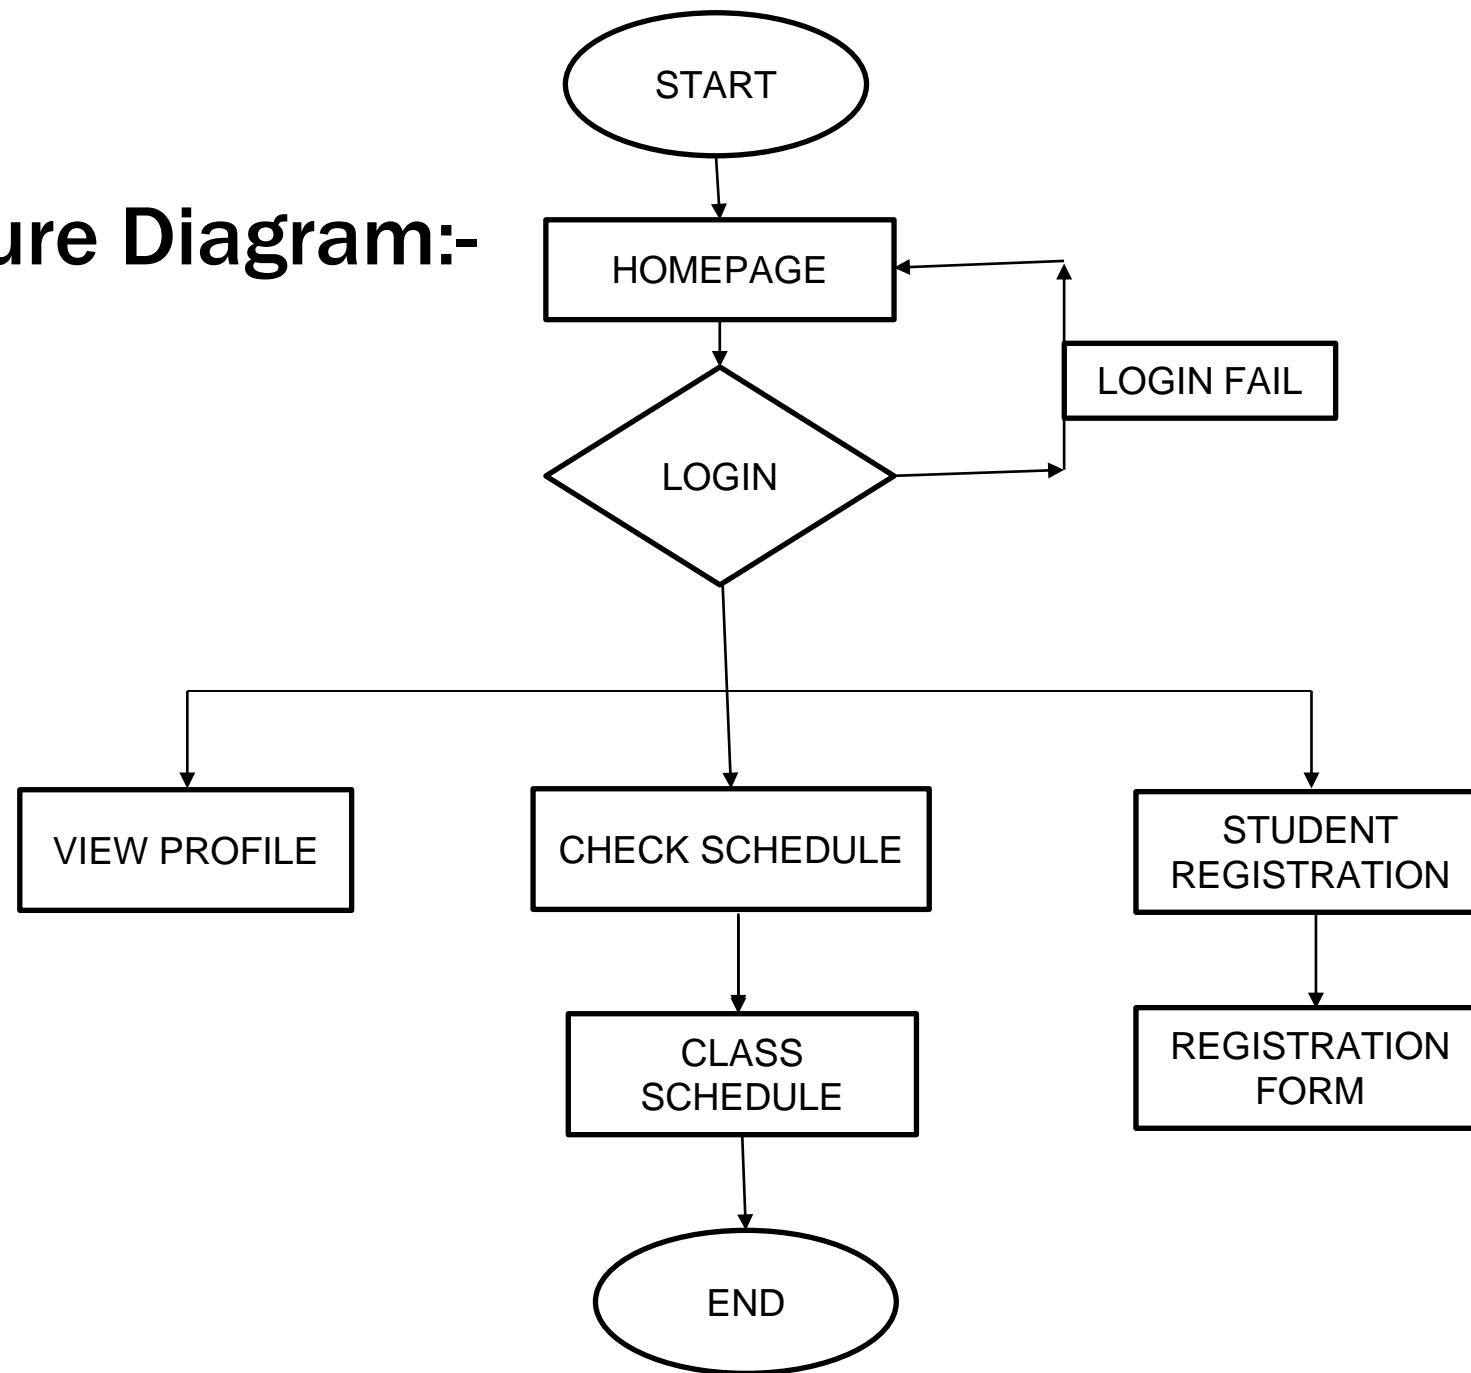 START
ure Diagram:-
HOMEPAGE
LOGIN FAIL
LOGIN
VIEW PROFILE
CHECK SCHEDULE
STUDENT
REGISTRATION
CLASS
SCHEDULE
REGISTRATION
FORM
END